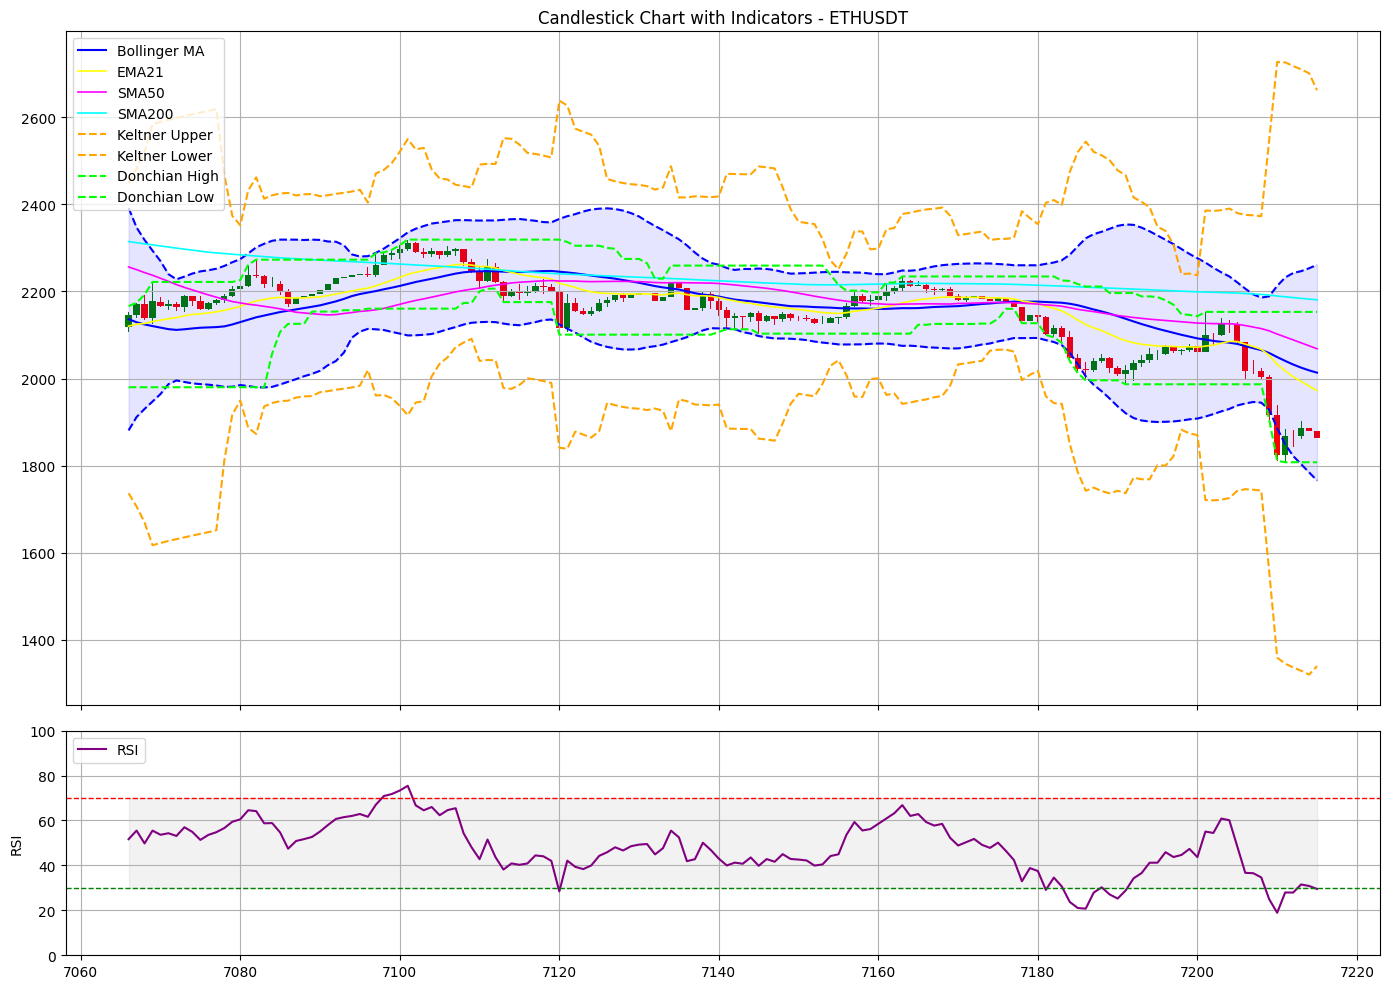 Candlestick Chart with Indicators - ETHUSDT
Bollinger MA
EMA21
SMA50
SMA200
Keltner Upper
Keltner Lower
Donchian High
Donchian Low
2600
2400
2200
2000
1800
1600
1400
RSI
100
80
60
40
20
0
RSI
7060
7080
7100
7120
7140
7160
7180
7200
7220